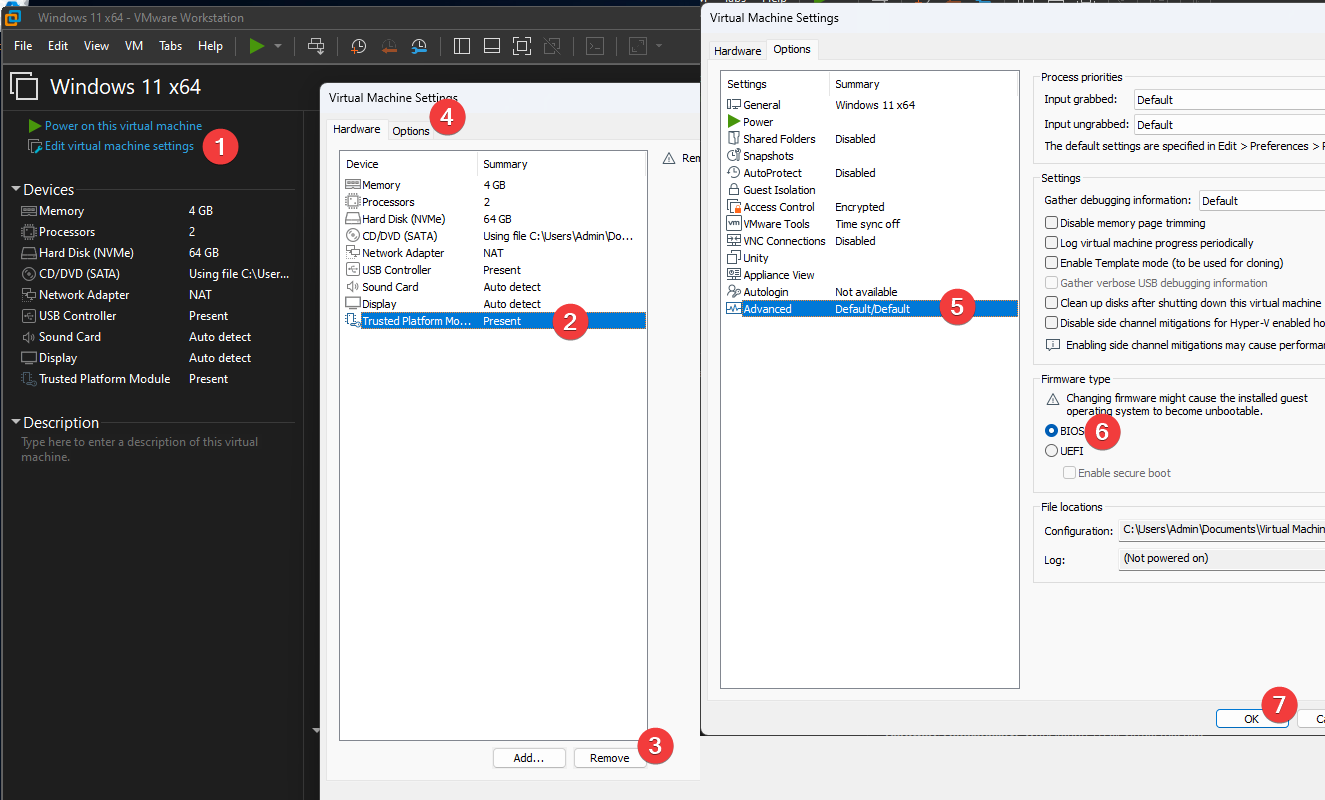 Windows 11 x64 - VMware Workstation
File Edit View VM Tabs Help
Windows 11 x64
Power on this virtual machine
Edit virtual machine settings
1
Devices
Memory 4 GB
Processors 2
Hard Disk (NVMe) 64 GB
CD/DVD (SATA) Using file C:\User...
Network Adapter NAT
USB Controller Present
Sound Card Auto detect
Display Auto detect
Trusted Platform Module Present
Description
Type here to enter a description of this virtual
machine.
Virtual Machine Settings
4
Hardware Options
Device Summary
Memory 4 GB
Processors 2
Hard Disk (NVMe) 64 GB
CD/DVD (SATA) Using file C:\Users\Admin\Do...
Network Adapter NAT
USB Controller Present
Sound Card Auto detect
Display Auto detect
Trusted Platform Mo... Present
2
Add... Remove
3
Virtual Machine Settings
Hardware Options
Settings Summary
General Windows 11 x64
Power
Shared Folders Disabled
Snapshots
AutoProtect Disabled
Guest Isolation
Access Control Encrypted
vm VMware Tools Time sync off
VNC Connections Disabled
Unity
Appliance View
Autologin Not available
Advanced Default/Default
5
Process priorities
Input grabbed: Default
Input ungrabbed: Default
The default settings are specified in Edit > Preferences >
Settings
Gather debugging information: Default
Disable memory page trimming
Log virtual machine progress periodically
Enable Template mode (to be used for cloning)
Gather verbose USB debugging information
Clean up disks after shutting down this virtual machine
Disable side channel mitigations for Hyper-V enabled
Enabling side channel mitigations may cause
Firmware type
Changing firmware might cause the installed guest
operating system to become unbootable.
BIOS
6
UEFI
Enable secure boot
File locations
Configuration: C:\Users\Admin\Documents\Virtual Machin
Log: (Not powered on)
OK
7